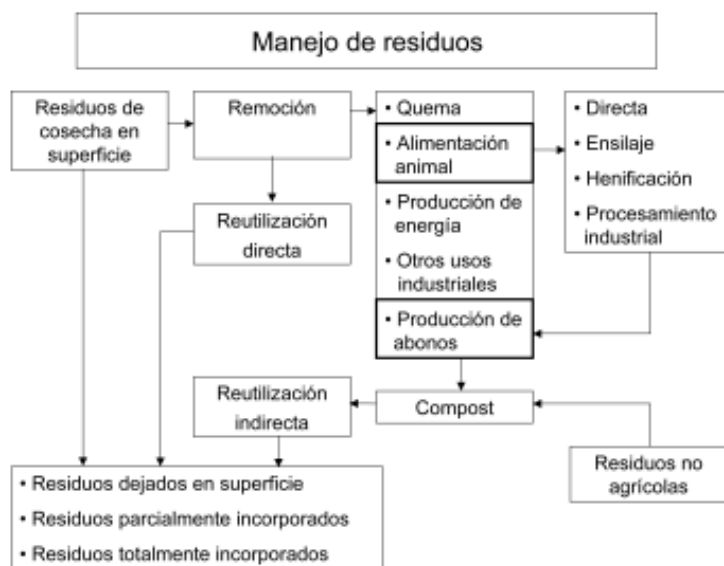 Manejo de residuos
Residuos de
cosecha en
superficie
Remoción
• Quema
• Alimentación
animal
• Producción de
energía
• Otros usos
industriales
• Producción de
abonos
• Directa
• Ensilaje
• Henificación
• Procesamiento
industrial
Reutilización
directa
Reutilización
indirecta
Compost
Residuos no
agrícolas
• Residuos dejados en superficie
• Residuos parcialmente incorporados
• Residuos totalmente incorporados